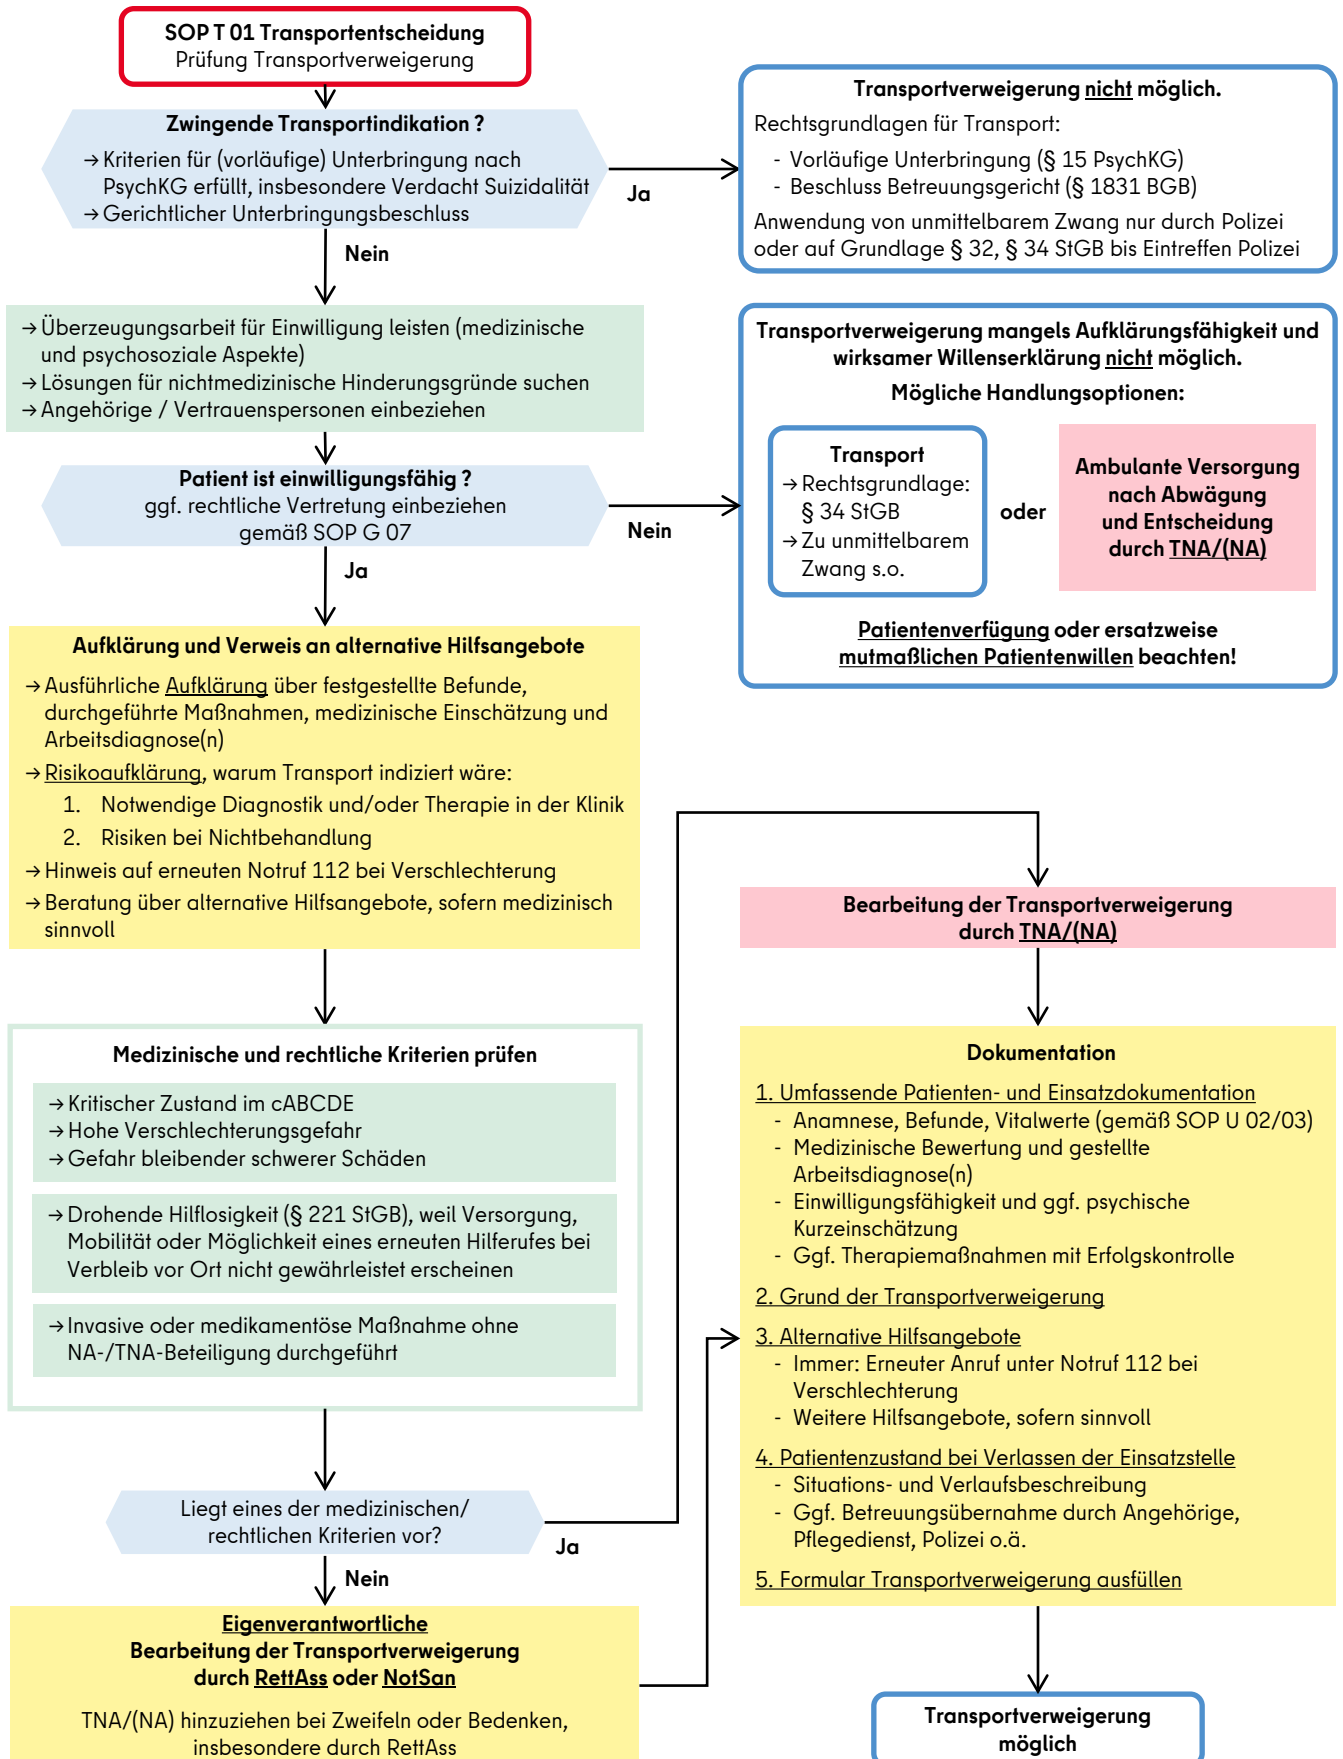 SOP T 01 Transportentscheidung
Prüfung Transportverweigerung
Zwingende Transportindikation ?
→ Kriterien für (vorläufige) Unterbringung nach
PsychKG erfüllt, insbesondere Verdacht Suizidalität
→ Gerichtlicher Unterbringungsbeschluss
Ja
Nein
Transportverweigerung nicht möglich.
Rechtsgrundlagen für Transport:
- Vorläufige Unterbringung (§ 15 PsychKG)
- Beschluss Betreuungsgericht (§ 1831 BGB)
Anwendung von unmittelbarem Zwang nur durch Polizei
oder auf Grundlage § 32, § 34 StGB bis Eintreffen Polizei
→ Überzeugungsarbeit für Einwilligung leisten (medizinische
und psychosoziale Aspekte)
→ Lösungen für nichtmedizinische Hinderungsgründe suchen
→ Angehörige / Vertrauenspersonen einbeziehen
Patient ist einwilligungsfähig ?
ggf. rechtliche Vertretung einbeziehen
gemäß SOP G 07
Nein
Ja
Transportverweigerung mangels Aufklärungsfähigkeit und
wirksamer Willenserklärung nicht möglich.
Mögliche Handlungsoptionen:
Transport
→ Rechtsgrundlage:
§ 34 StGB
→ Zu unmittelbarem
Zwang s.o.
oder
Ambulante Versorgung
nach Abwägung
und Entscheidung
durch TNA/(NA)
Patientenverfügung oder ersatzweise
mutmaßlichen Patientenwillen beachten!
Aufklärung und Verweis an alternative Hilfsangebote
→ Ausführliche Aufklärung über festgestellte Befunde,
durchgeführte Maßnahmen, medizinische Einschätzung und
Arbeitsdiagnose(n)
→ Risikoaufklärung, warum Transport indiziert wäre:
1. Notwendige Diagnostik und/oder Therapie in der Klinik
2. Risiken bei Nichtbehandlung
→ Hinweis auf erneuten Notruf 112 bei Verschlechterung
→ Beratung über alternative Hilfsangebote, sofern medizinisch
sinnvoll
Medizinische und rechtliche Kriterien prüfen
→ Kritischer Zustand im cABCDE
→ Hohe Verschlechterungsgefahr
→ Gefahr bleibender schwerer Schäden
→ Drohende Hilflosigkeit (§ 221 StGB), weil Versorgung,
Mobilität oder Möglichkeit eines erneuten Hilferufes bei
Verbleib vor Ort nicht gewährleistet erscheinen
→ Invasive oder medikamentöse Maßnahme ohne
NA-/TNA-Beteiligung durchgeführt
Liegt eines der medizinischen/
rechtlichen Kriterien vor?
Ja
Nein
Eigenverantwortliche
Bearbeitung der Transportverweigerung
durch RettAss oder NotSan
TNA/(NA) hinzuziehen bei Zweifeln oder Bedenken,
insbesondere durch RettAss
Bearbeitung der Transportverweigerung
durch TNA/(NA)
Dokumentation
1. Umfassende Patienten- und Einsatzdokumentation
- Anamnese, Befunde, Vitalwerte (gemäß SOP U 02/03)
- Medizinische Bewertung und gestellte
Arbeitsdiagnose(n)
- Einwilligungsfähigkeit und ggf. psychische
Kurzeinschätzung
- Ggf. Therapiemaßnahmen mit Erfolgskontrolle
2. Grund der Transportverweigerung
3. Alternative Hilfsangebote
- Immer: Erneuter Anruf unter Notruf 112 bei
Verschlechterung
- Weitere Hilfsangebote, sofern sinnvoll
4. Patientenzustand bei Verlassen der Einsatzstelle
- Situations- und Verlaufsbeschreibung
- Ggf. Betreuungsübernahme durch Angehörige,
Pflegedienst, Polizei o.ä.
5. Formular Transportverweigerung ausfüllen
Transportverweigerung
möglich